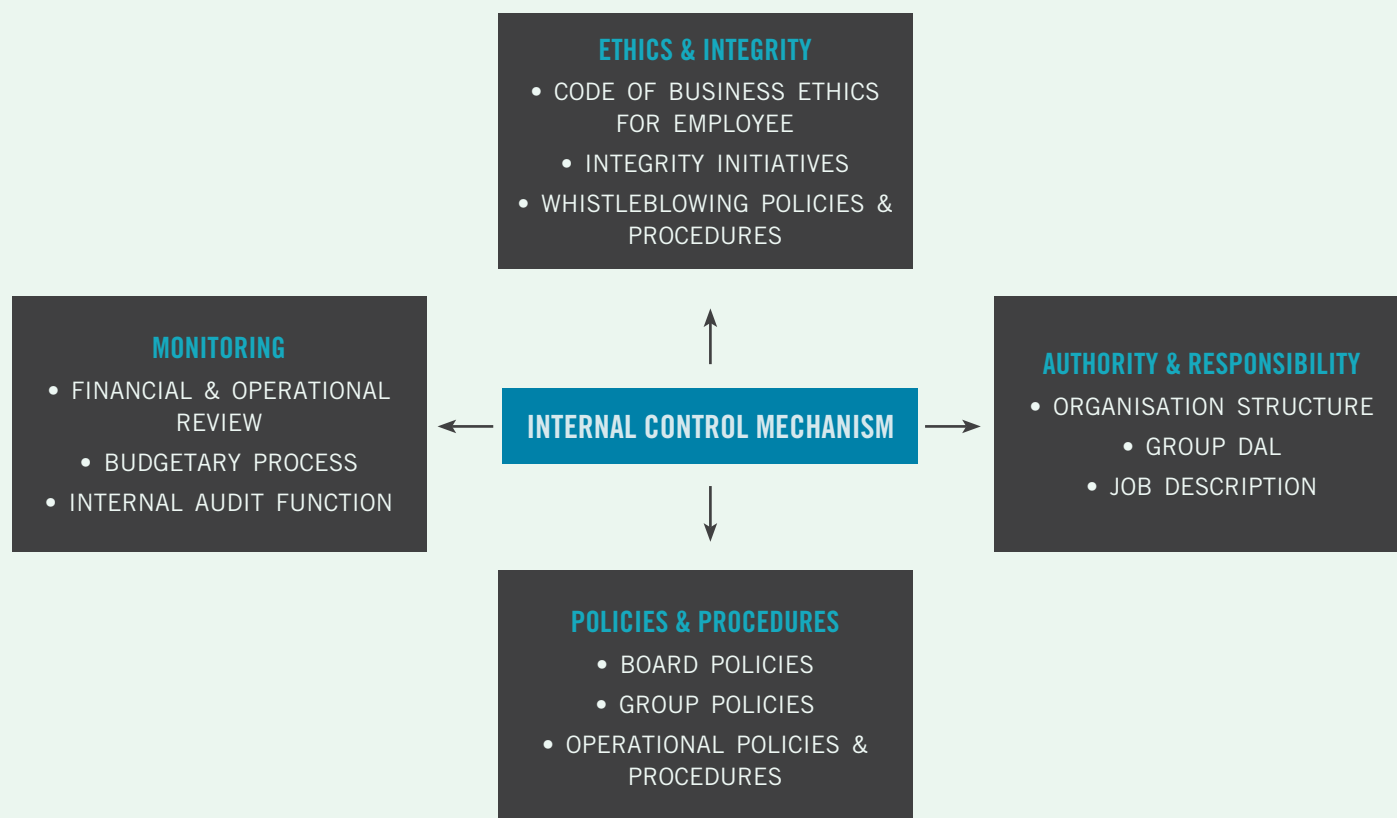 ETHICS & INTEGRITY
• CODE OF BUSINESS ETHICS
FOR EMPLOYEE
• INTEGRITY INITIATIVES
• WHISTLEBLOWING POLICIES &
PROCEDURES
MONITORING
• FINANCIAL & OPERATIONAL
REVIEW
• BUDGETARY PROCESS
• INTERNAL AUDIT FUNCTION
INTERNAL CONTROL MECHANISM
AUTHORITY & RESPONSIBILITY
• ORGANISATION STRUCTURE
• GROUP DAL
• JOB DESCRIPTION
POLICIES & PROCEDURES
• BOARD POLICIES
• GROUP POLICIES
• OPERATIONAL POLICIES &
PROCEDURES